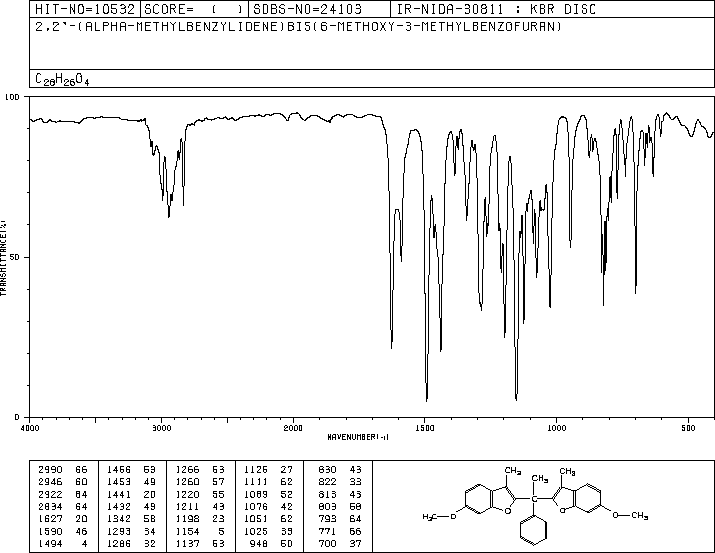 HIT-NO=10532 SCORE= ( ) SDBS-NO=24103 IR-NIDA-30811 : KBR DISC
2,2'-(ALPHA-METHYLBENZYLIDENE)BIS(6-METHOXY-3-METHYLBENZOFURAN)
C28H26O4
100
50
0
TRANSMITTANCE(%)
4000 3000 2000 1500 1000 500
WAVENUMBER(-1)
2990 66 1466 53 1266 53 1125 27 830 43
2946 60 1453 49 1260 57 1111 62 822 33
2922 64 1441 20 1220 55 1089 52 815 43
2834 64 1432 49 1211 43 1076 42 803 58
1627 20 1342 58 1198 23 1051 62 793 64
1590 46 1293 34 1154 5 1025 33 771 66
1494 4 1286 32 1137 53 948 50 700 37
CH3 CH3 CH3
H3C O O C O O CH3